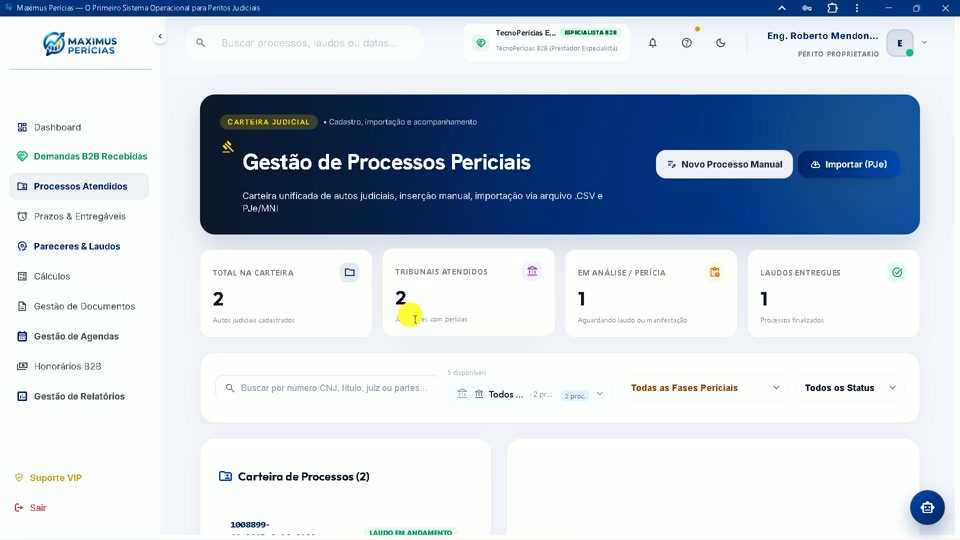 Maximus Perícias — O Primeiro Sistema Operacional para Peritos Judiciais
MAXIMUS
PERÍCIAS
Buscar processos, laudos ou datas...
TecnoPerícias E... ESPECIALISTA B2B
TecnoPerícias B2B (Prestador Especialista)
Eng. Roberto Mendon...
PERITO PROPRIETARIO
E
Dashboard
Demandas B2B Recebidas
Processos Atendidos
Prazos & Entregáveis
Pareceres & Laudos
Cálculos
Gestão de Documentos
Gestão de Agendas
Honorários B2B
Gestão de Relatórios
Suporte VIP
Sair
CARTEIRA JUDICIAL • Cadastro, importação e acompanhamento
Gestão de Processos Periciais
Carteira unificada de autos judiciais, inserção manual, importação via arquivo .CSV e
PJe/MNI
Novo Processo Manual
Importar (PJe)
TOTAL NA CARTEIRA
2
Autos judiciais cadastrados
TRIBUNAIS ATENDIDOS
2
com perícias
EM ANÁLISE / PERÍCIA
1
Aguardando laudo ou manifestação
LAUDOS ENTREGUES
1
Processos finalizados
Buscar por número CNJ, título, juiz ou partes...
5 disponíveis
Todos ... · 2 pr... 2 proc.
Todas as Fases Periciais
Todos os Status
Carteira de Processos (2)
1008899-
LAUDO EM ANDAMENTO